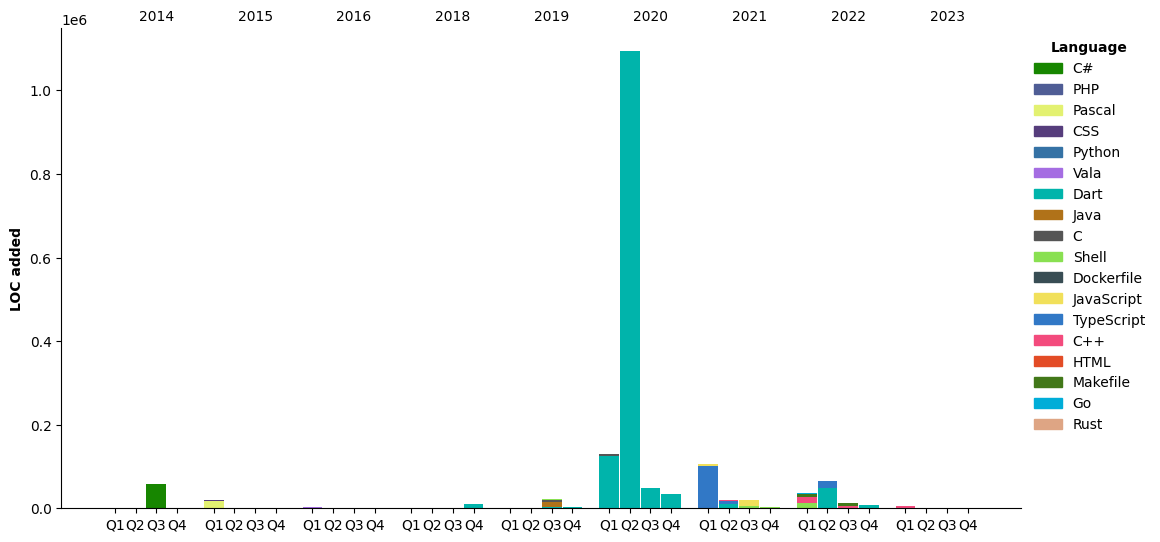 2014 2015 2016 2018 2019 2020 2021 2022 2023
1e6
1.0
0.8
0.6
0.4
0.2
0.0
LOC added
Q1 Q2 Q3 Q4 Q1 Q2 Q3 Q4 Q1 Q2 Q3 Q4 Q1 Q2 Q3 Q4 Q1 Q2 Q3 Q4 Q1 Q2 Q3 Q4 Q1 Q2 Q3 Q4 Q1 Q2 Q3 Q4 Q1 Q2 Q3 Q4
Language
C#
PHP
Pascal
CSS
Python
Vala
Dart
Java
C
Shell
Dockerfile
JavaScript
TypeScript
C++
HTML
Makefile
Go
Rust